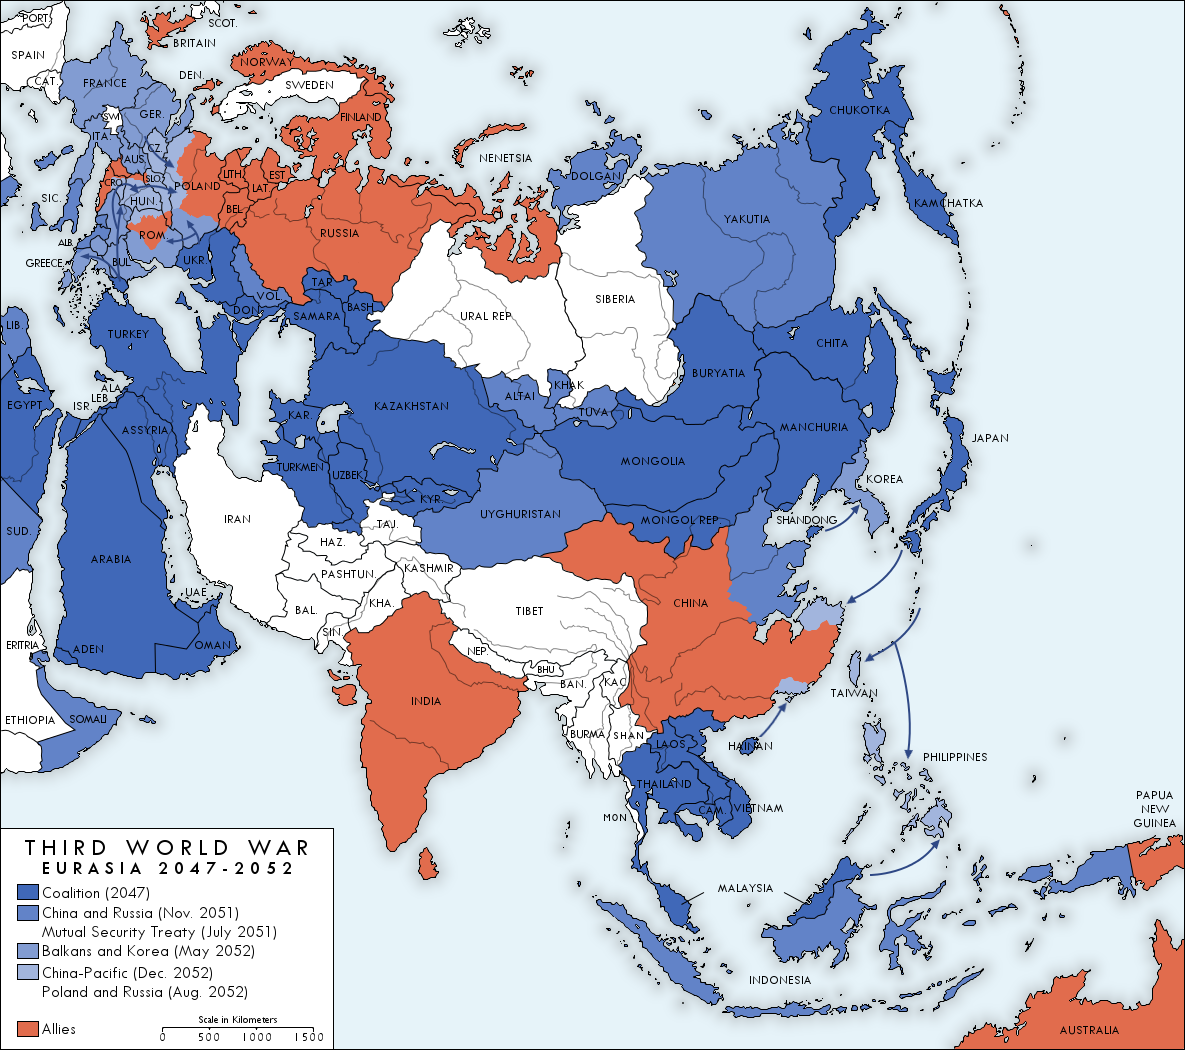 PORT.
SCOT.
SPAIN
BRITAIN
NORWAY
CAT.
FRANCE
DEN.
SWEDEN
CHUKOTKA
SW.
GER.
FINLAND
ITA.
CZ.
NENETSIA
AUS.
DOLGAN
CRO.
SLO.
POLAND
LITH.
EST
LAT.
SIC.
HUN.
BEL
KAMCHATKA
YAKUTIA
ROM
RUSSIA
ALB
GREECE
BUL
UKR.
TAR
VOL
SIBERIA
LIB.
TURKEY
DON
SAMARA
BASH.
URAL REP.
CHITA
BURYATIA
ALA.
LEB.
ISR.
EGYPT
KHAK
ALTAI
KAZAKHSTAN
TUVA
KAR.
ASSYRIA
MANCHURIA
JAPAN
TURKMEN
UZBEK
MONGOLIA
KOREA
KYR.
UYGHURISTAN
IRAN
TAJ.
MONGOL REP.
SHANDONG
SUD.
HAZ.
ARABIA
PASHTUN.
KASHMIR
UAE
KHA.
BAL.
TIBET
CHINA
SIN.
ERITRIA
ADEN
OMAN
NEP.
BHU
BAN.
KAC
TAIWAN
INDIA
ETHIOPIA
SOMALI
BURMA
SHAN
LAOS
HAINAN
PHILIPPINES
THAILAND
CAM.
VIETNAM
MON
PAPUA
NEW
GUINEA
MALAYSIA
INDONESIA
AUSTRALIA
THIRD WORLD WAR
EURASIA 2047-2052
Coalition (2047)
China and Russia (Nov. 2051)
Mutual Security Treaty (July 2051)
Balkans and Korea (May 2052)
China-Pacific (Dec. 2052)
Poland and Russia (Aug. 2052)
Allies
Scale in Kilometers
0 500 1000 1500